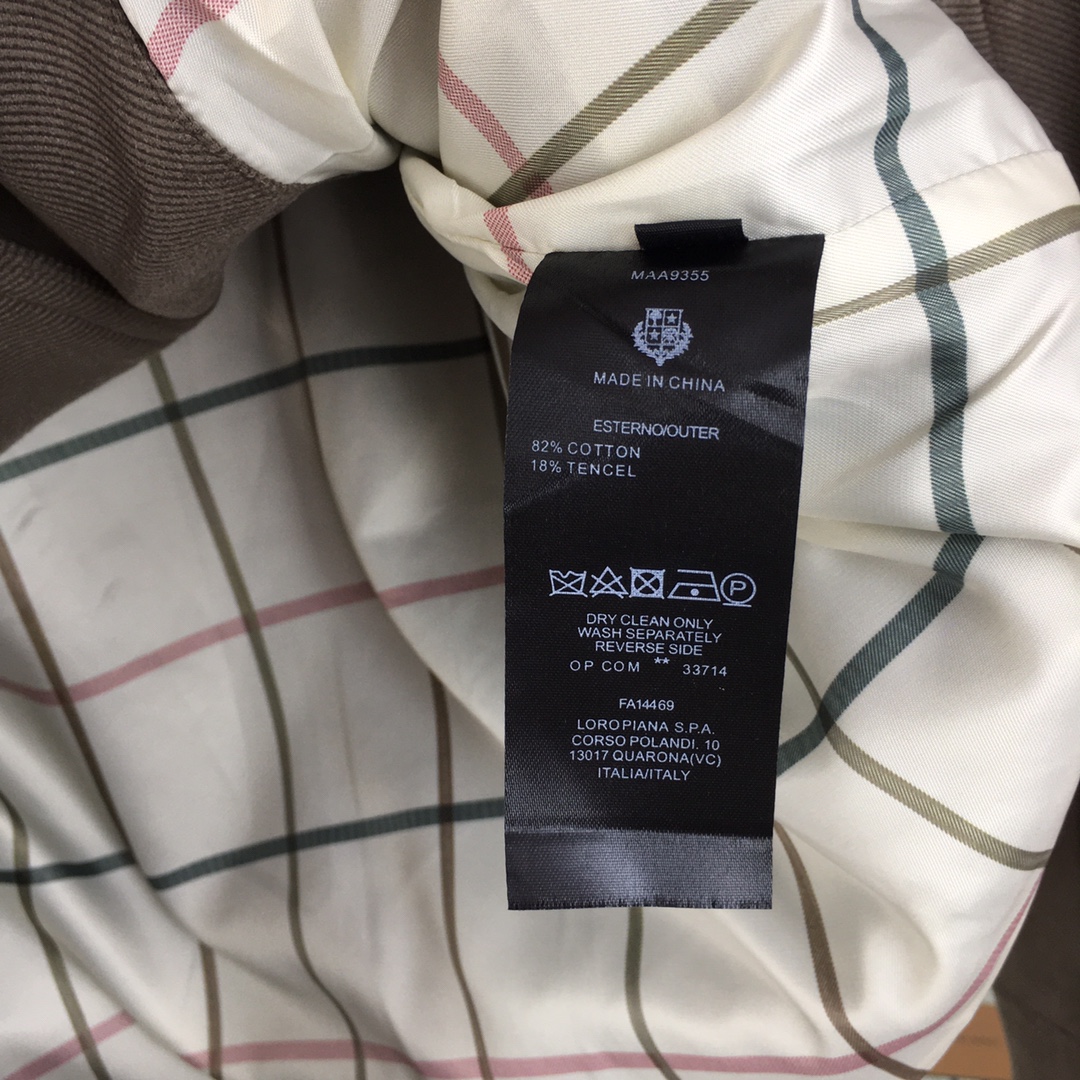 MAA9355
MADE IN CHINA
ESTERNO/OUTER
82% COTTON
18% TENCEL
P
DRY CLEAN ONLY
WASH SEPARATELY
REVERSE SIDE
OP COM ** 33714
FA14469
LOROPIANA S.P.A.
CORSO POLANDI. 10
13017 QUARONA(VC)
ITALIA/ITALY